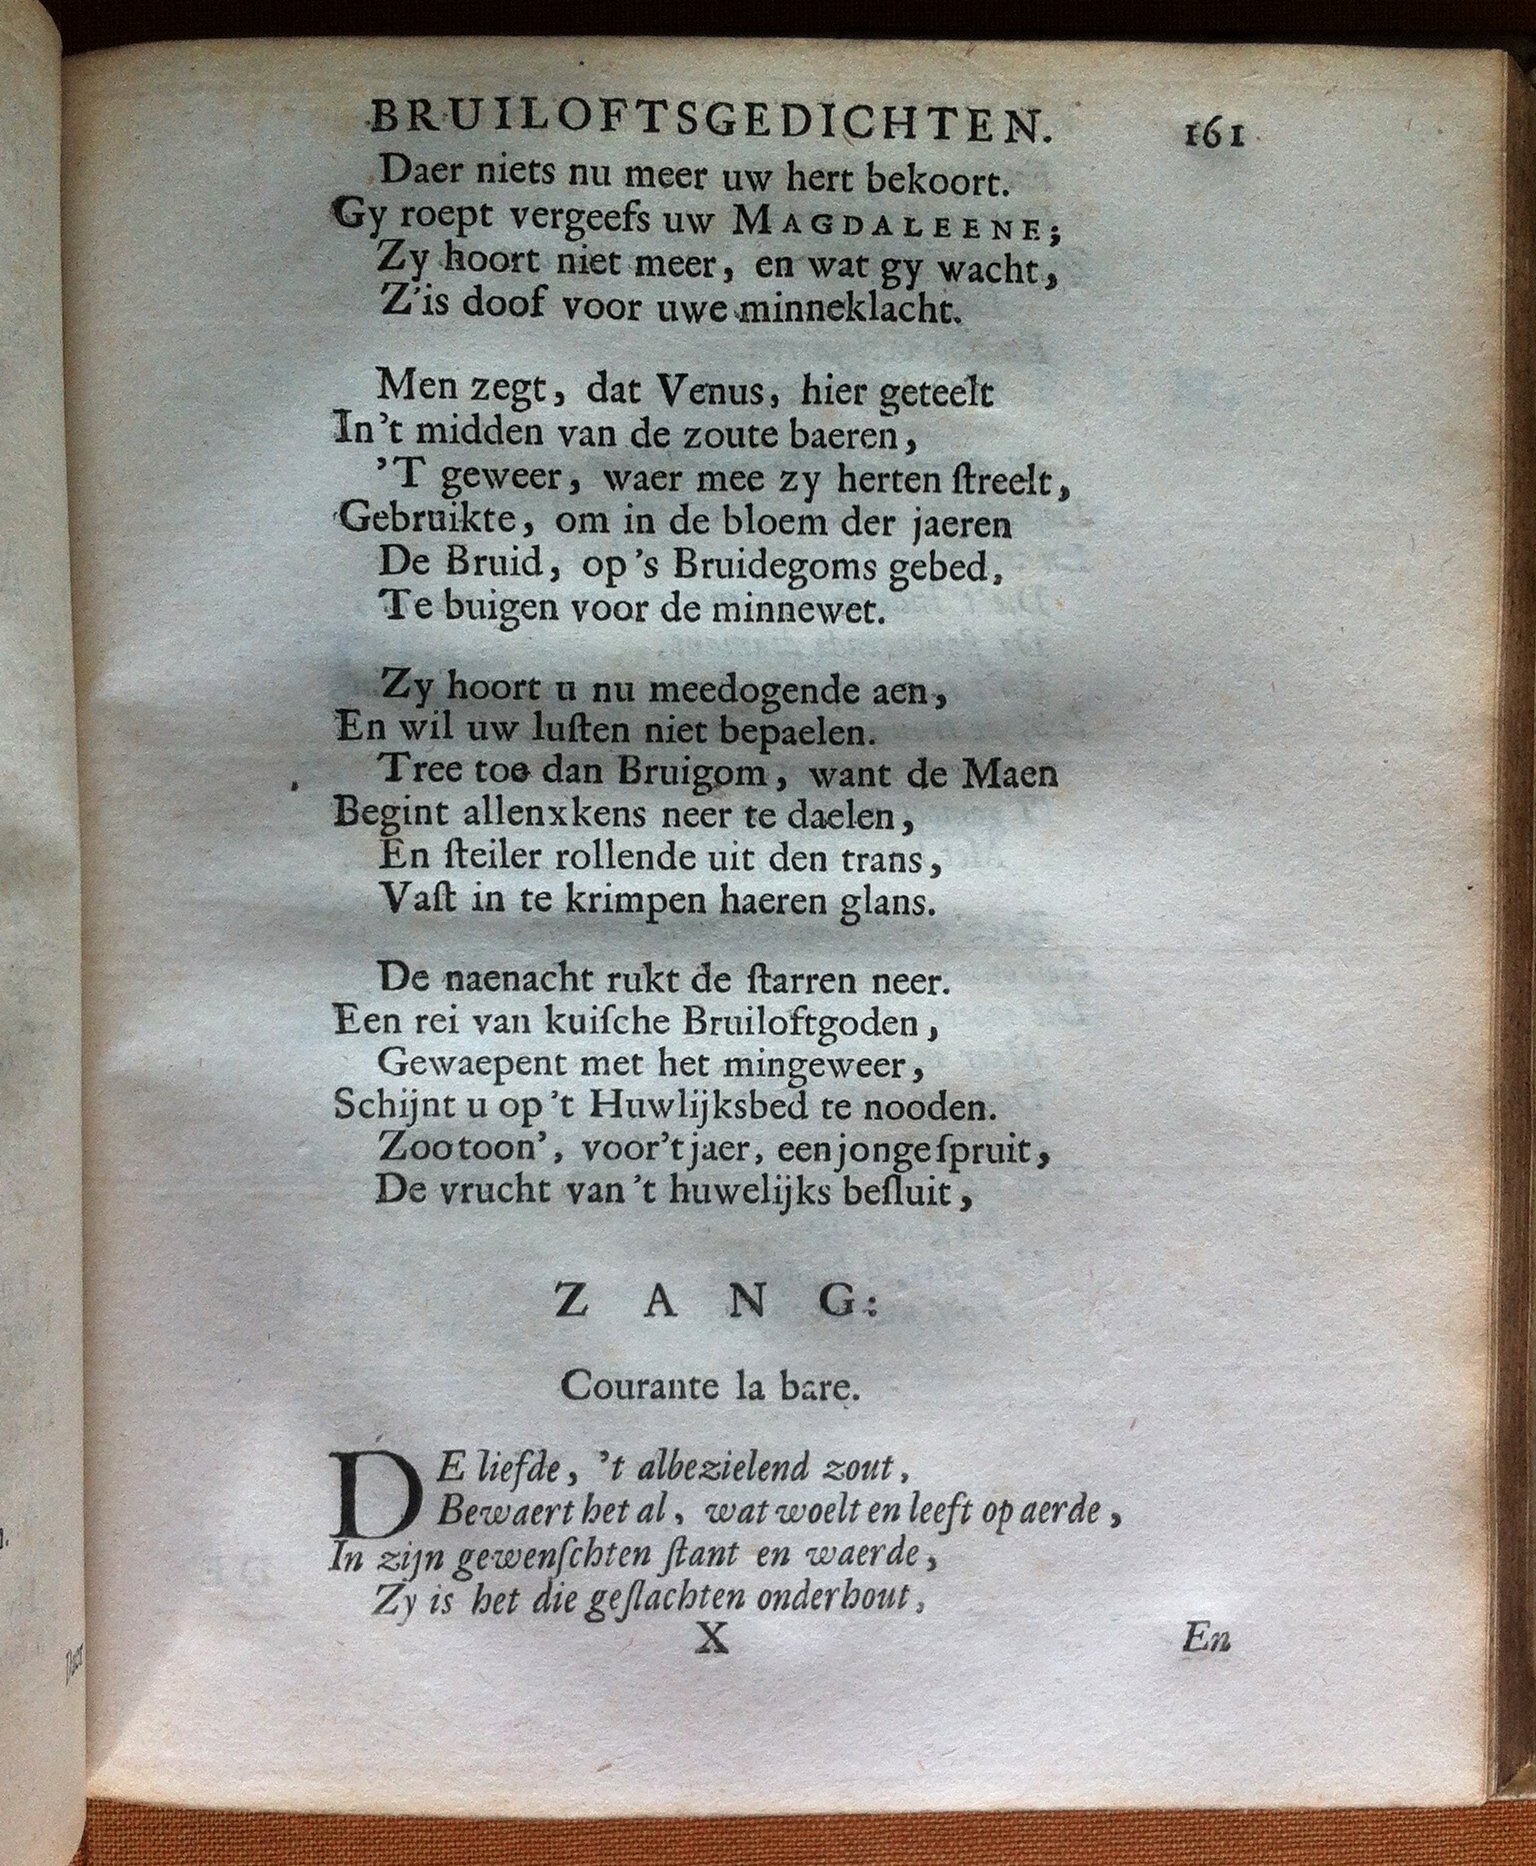 BRUILOFTSGEDICHTEN. 161
Daer niets nu meer uw hert bekoort.
Gy roept vergeefs uw MAGDALEENE;
Zy hoort niet meer, en wat gy wacht,
Z'is doof voor uwe minneklacht.
Men zegt, dat Venus, hier geteelt
In't midden van de zoute baeren,
'T geweer, waer mee zy herten ſtreelt,
Gebruikte, om in de bloem der jaeren
De Bruid, op 's Bruidegoms gebed,
Te buigen voor de minnewet.
Zy hoort u nu meedogende aen,
En wil uw luſten niet bepaelen.
Tree toe dan Bruigom, want de Maen
Begint allenxkens neer te daelen,
En ſteiler rollende uit den trans,
Vaſt in te krimpen haeren glans.
De naenacht rukt de ſtarren neer.
Een rei van kuiſche Bruiloftgoden,
Gewaepent met het mingeweer,
Schijnt u op 't Huwlijksbed te nooden.
Zoo toon', voor't jaer, een jonge ſpruit,
De vrucht van 't huwelijks beſluit,
Z A N G:
Courante la bare.
DE liefde, 't albezielend zout,
Bewaert het al, wat woelt en leeft op aerde,
In zijn gewenſchten ſtant en waerde,
Zy is het die geſlachten onderhout,
X En